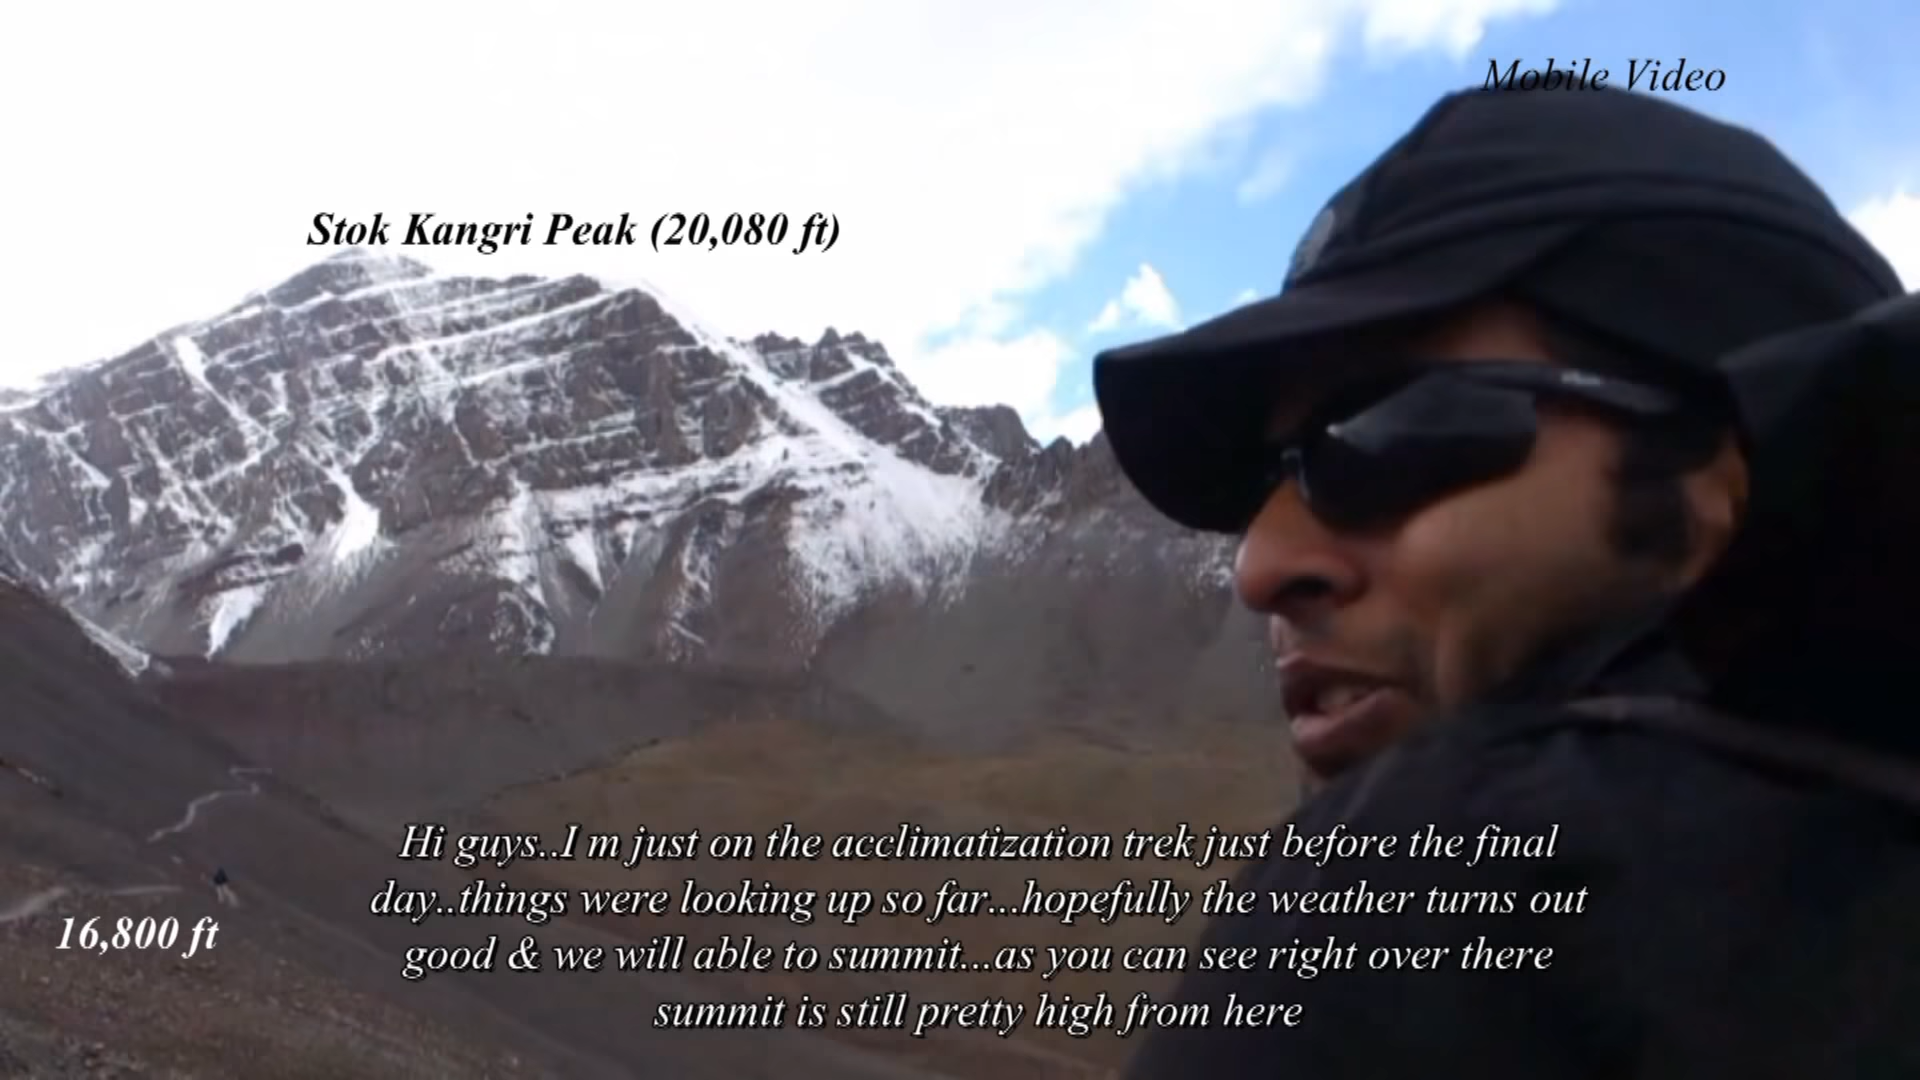 Mobile Video
Stok Kangri Peak (20,080 ft)
Hi guys..I m just on the acclimatization trek just before the final
day..things were looking up so far...hopefully the weather turns out
good & we will able to summit...as you can see right over there
summit is still pretty high from here
16,800 ft